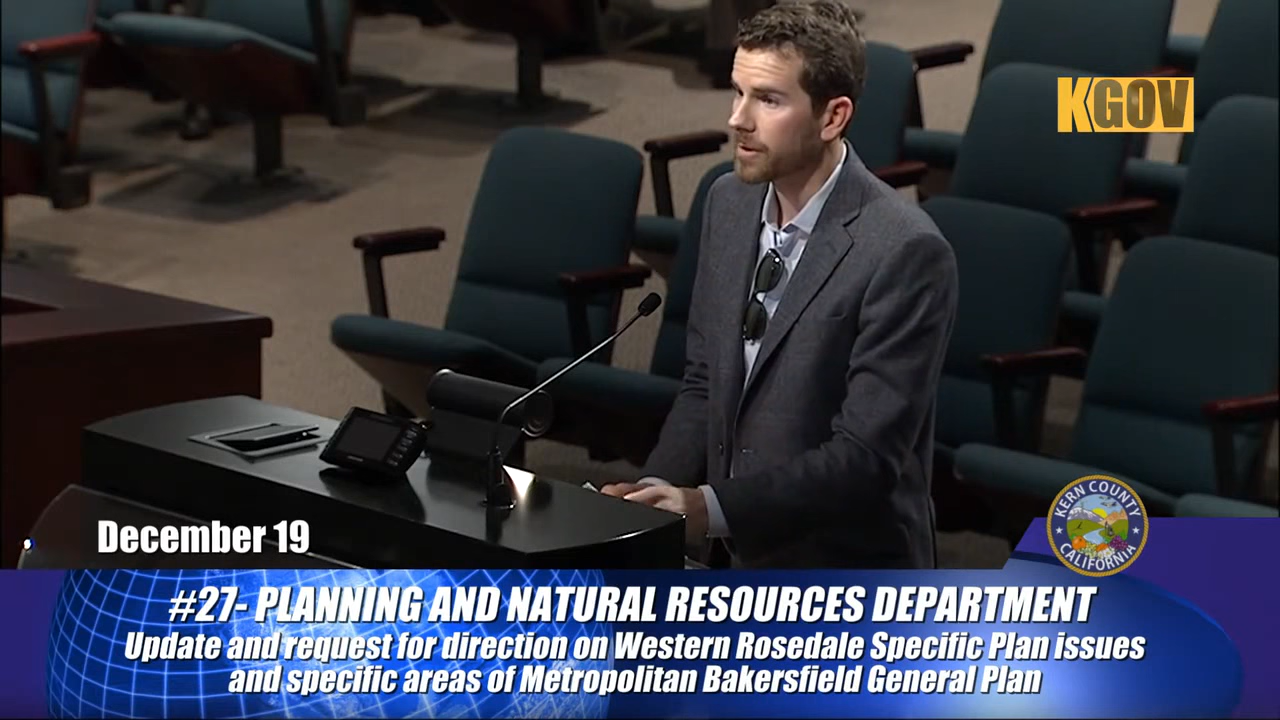 KGOV
December 19
KERN COUNTY
CALIFORNIA
#27- PLANNING AND NATURAL RESOURCES DEPARTMENT
Update and request for direction on Western Rosedale Specific Plan issues
and specific areas of Metropolitan Bakersfield General Plan